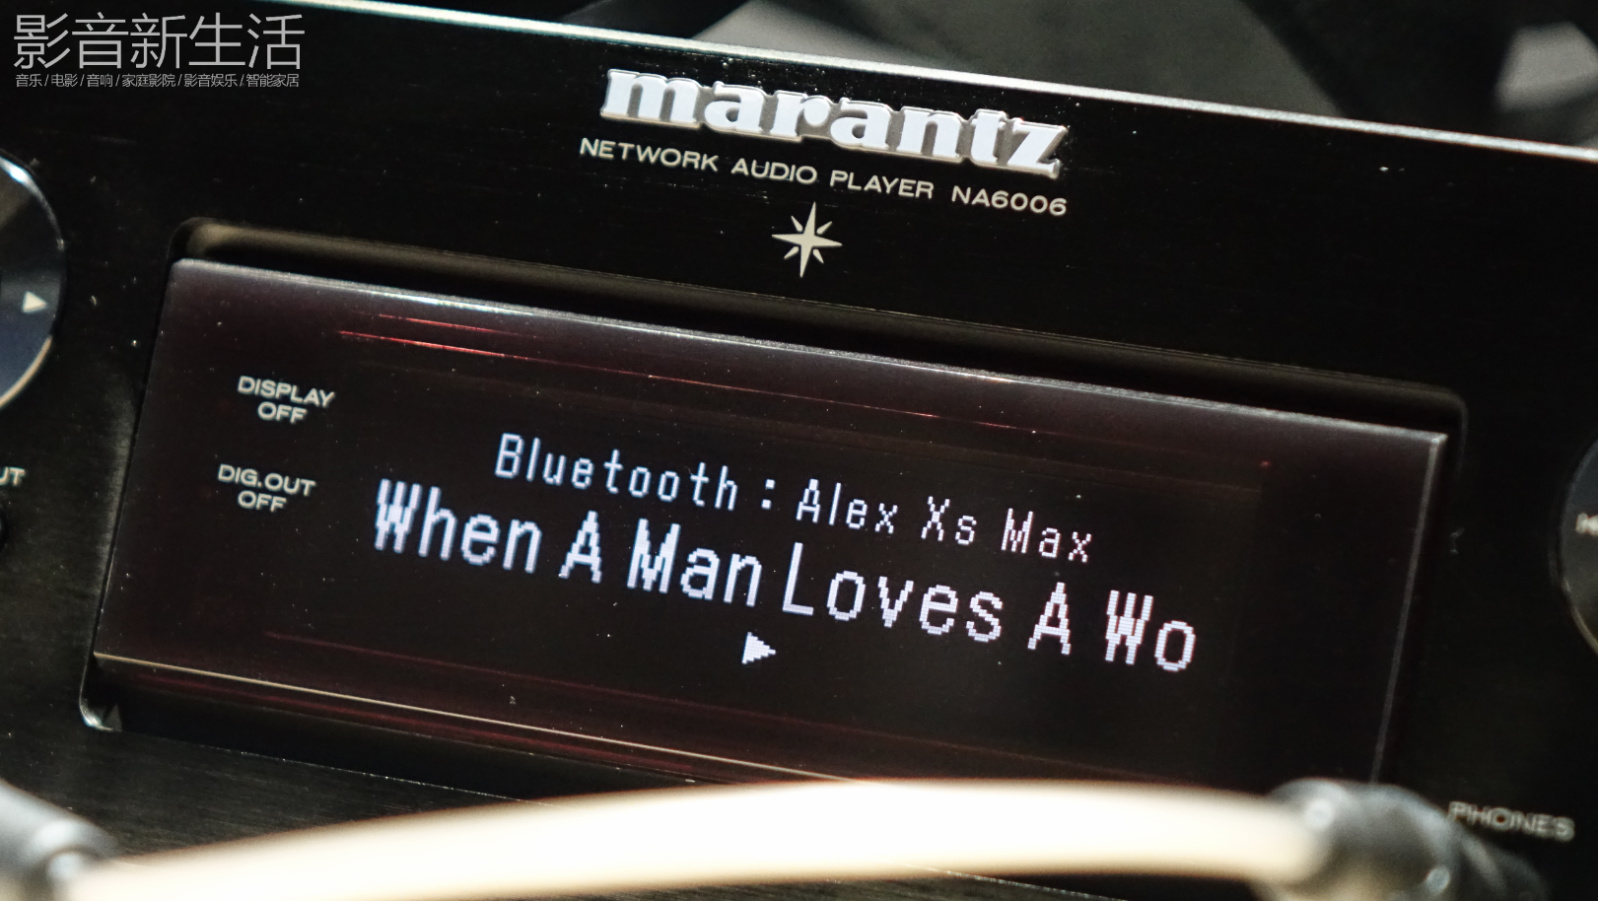 影音新生活
音乐/电影/音响/家庭影院/影音娱乐/智能家居
marantz
NETWORK AUDIO PLAYER NA6006
DISPLAY
OFF
DIG.OUT
OFF
Bluetooth:Alex Xs Max
When A Man Loves A Wo
UT
PHONES